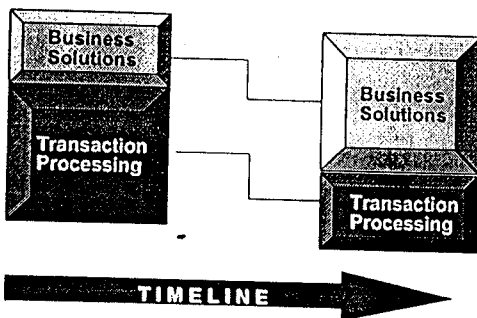 Business
Solutions
Transaction
Processing
Business
Solutions
Transaction
Processing
TIMELINE